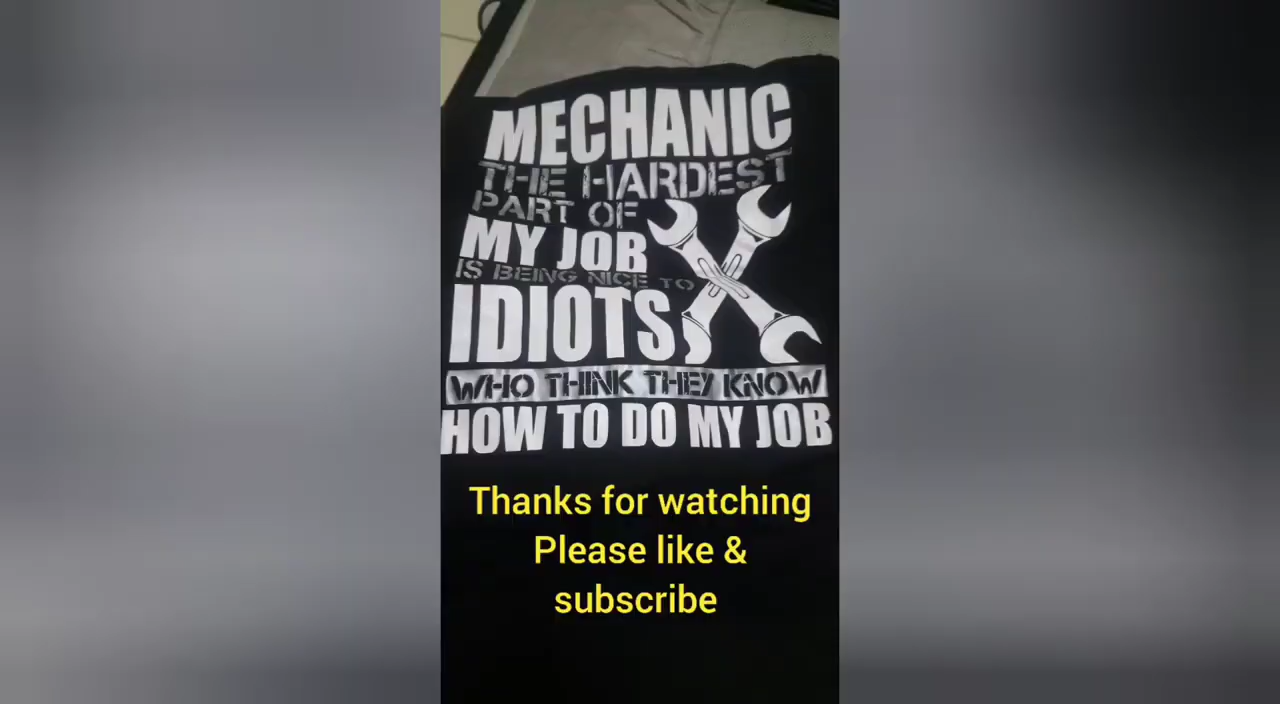 MECHANIC
THE HARDEST
PART OF
MY JOB
IS BEING NICE TO
IDIOTS
WHO THINK THEY KNOW
HOW TO DO MY JOB
Thanks for watching
Please like &
subscribe